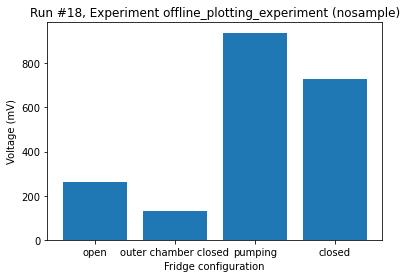 Run #18, Experiment offline_plotting_experiment (nosample)
Voltage (mV)
800
600
400
200
0
open outer chamber closed pumping closed
Fridge configuration